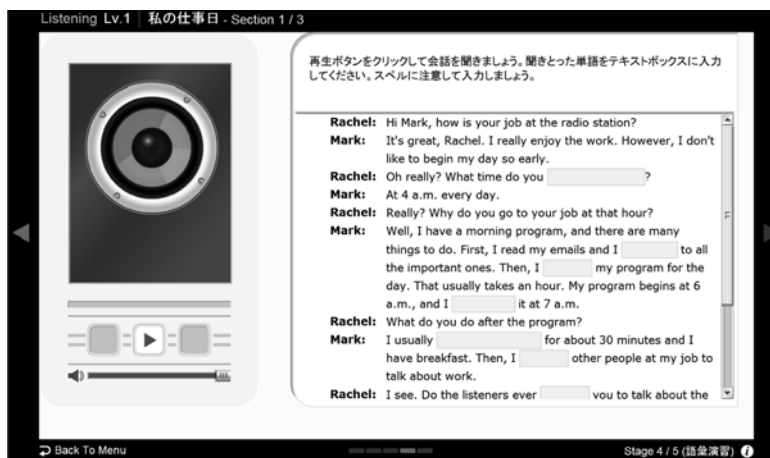 Listening Lv.1 私の仕事日 - Section 1 / 3
再生ボタンをクリックして会話を聞きましょう。聞きとった単語をテキストボックスに入力
してください。スペルに注意して入力しましょう。
Rachel: Hi Mark, how is your job at the radio station?
Mark: It's great, Rachel. I really enjoy the work. However, I don't
like to begin my day so early.
Rachel: Oh really? What time do you ?
Mark: At 4 a.m. every day.
Rachel: Really? Why do you go to your job at that hour?
Mark: Well, I have a morning program, and there are many
things to do. First, I read my emails and I to all
the important ones. Then, I my program for the
day. That usually takes an hour. My program begins at 6
a.m., and I it at 7 a.m.
Rachel: What do you do after the program?
Mark: I usually for about 30 minutes and I
have breakfast. Then, I other people at my job to
talk about work.
Rachel: I see. Do the listeners ever you to talk about the
Back To Menu
Stage 4 / 5 (語彙演習)